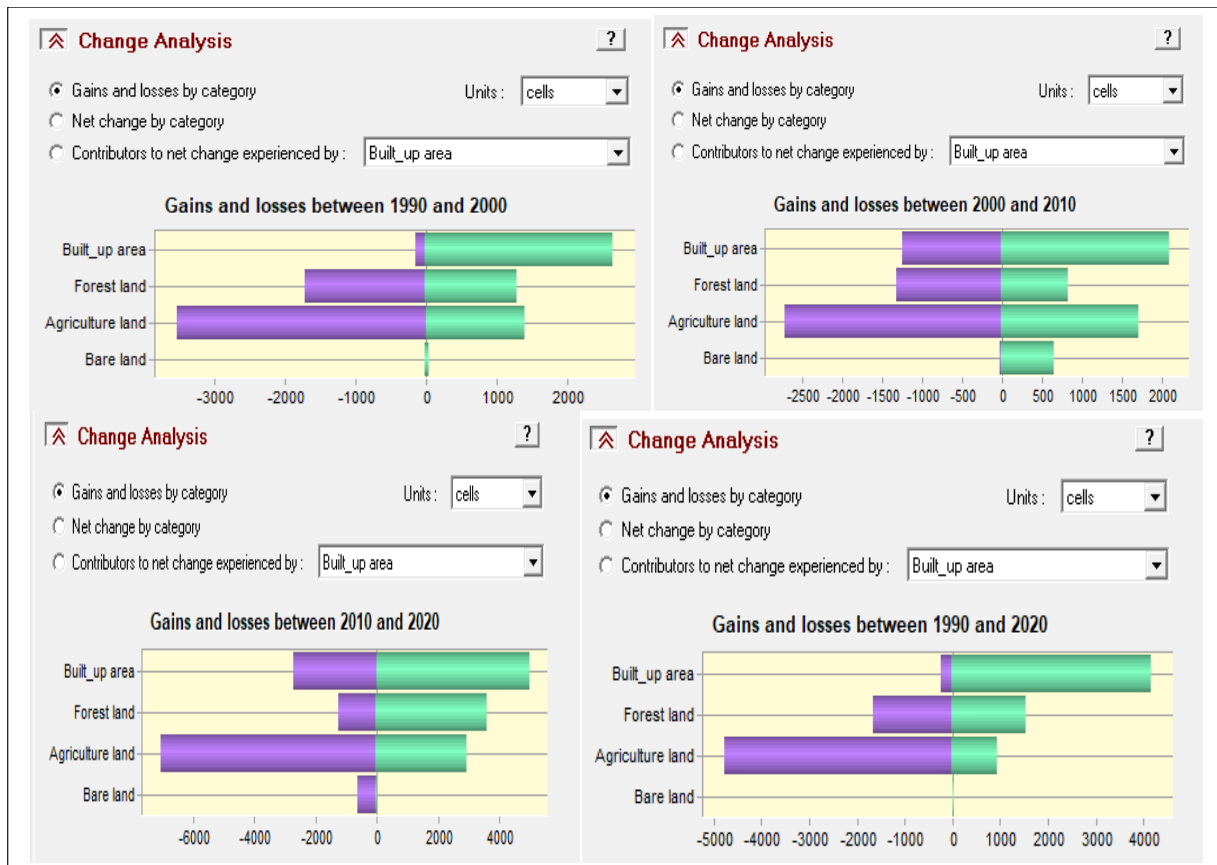 Change Analysis
?
Gains and losses by category
Units :
cells
Net change by category
Contributors to net change experienced by :
Built_up area
Gains and losses between 1990 and 2000
Built_up area
Forest land
Agriculture land
Bare land
-3000 -2000 -1000 0 1000 2000
Change Analysis
?
Gains and losses by category
Units :
cells
Net change by category
Contributors to net change experienced by :
Built_up area
Gains and losses between 2000 and 2010
Built_up area
Forest land
Agriculture land
Bare land
-2500 -2000 -1500 -1000 -500 0 500 1000 1500 2000
Change Analysis
?
Gains and losses by category
Units :
cells
Net change by category
Contributors to net change experienced by :
Built_up area
Gains and losses between 2010 and 2020
Built_up area
Forest land
Agriculture land
Bare land
-6000 -4000 -2000 0 2000 4000
Change Analysis
?
Gains and losses by category
Units :
cells
Net change by category
Contributors to net change experienced by :
Built_up area
Gains and losses between 1990 and 2020
Built_up area
Forest land
Agriculture land
Bare land
-5000 -4000 -3000 -2000 -1000 0 1000 2000 3000 4000